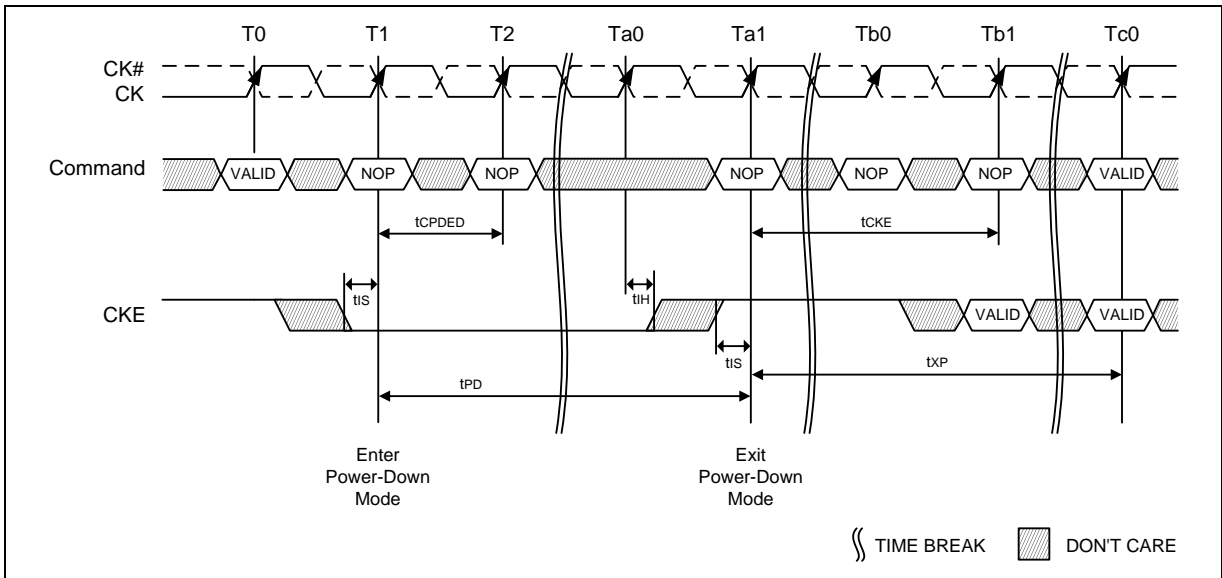 T0 T1 T2 Ta0 Ta1 Tb0 Tb1 Tc0
CK#
CK
Command VALID NOP NOP NOP NOP NOP VALID
tCPDED tCKE
tIS tIH
CKE VALID VALID
tIS
tPD tXP
Enter
Power-Down
Mode
Exit
Power-Down
Mode
TIME BREAK DON'T CARE